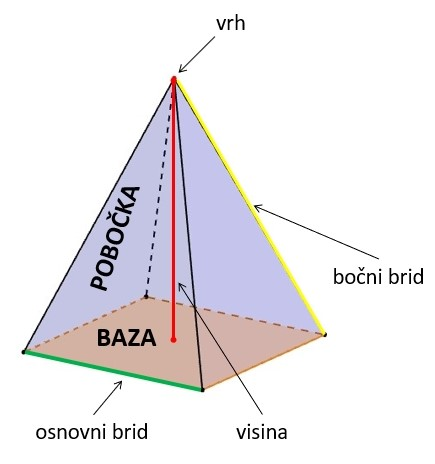 vrh
POBOČKA
bočni brid
BAZA
osnovni brid
visina